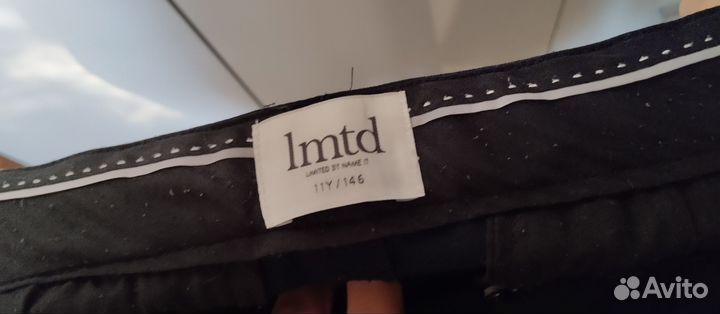 lmtd
LIMITED BY NAME IT
11Y / 146
Avito